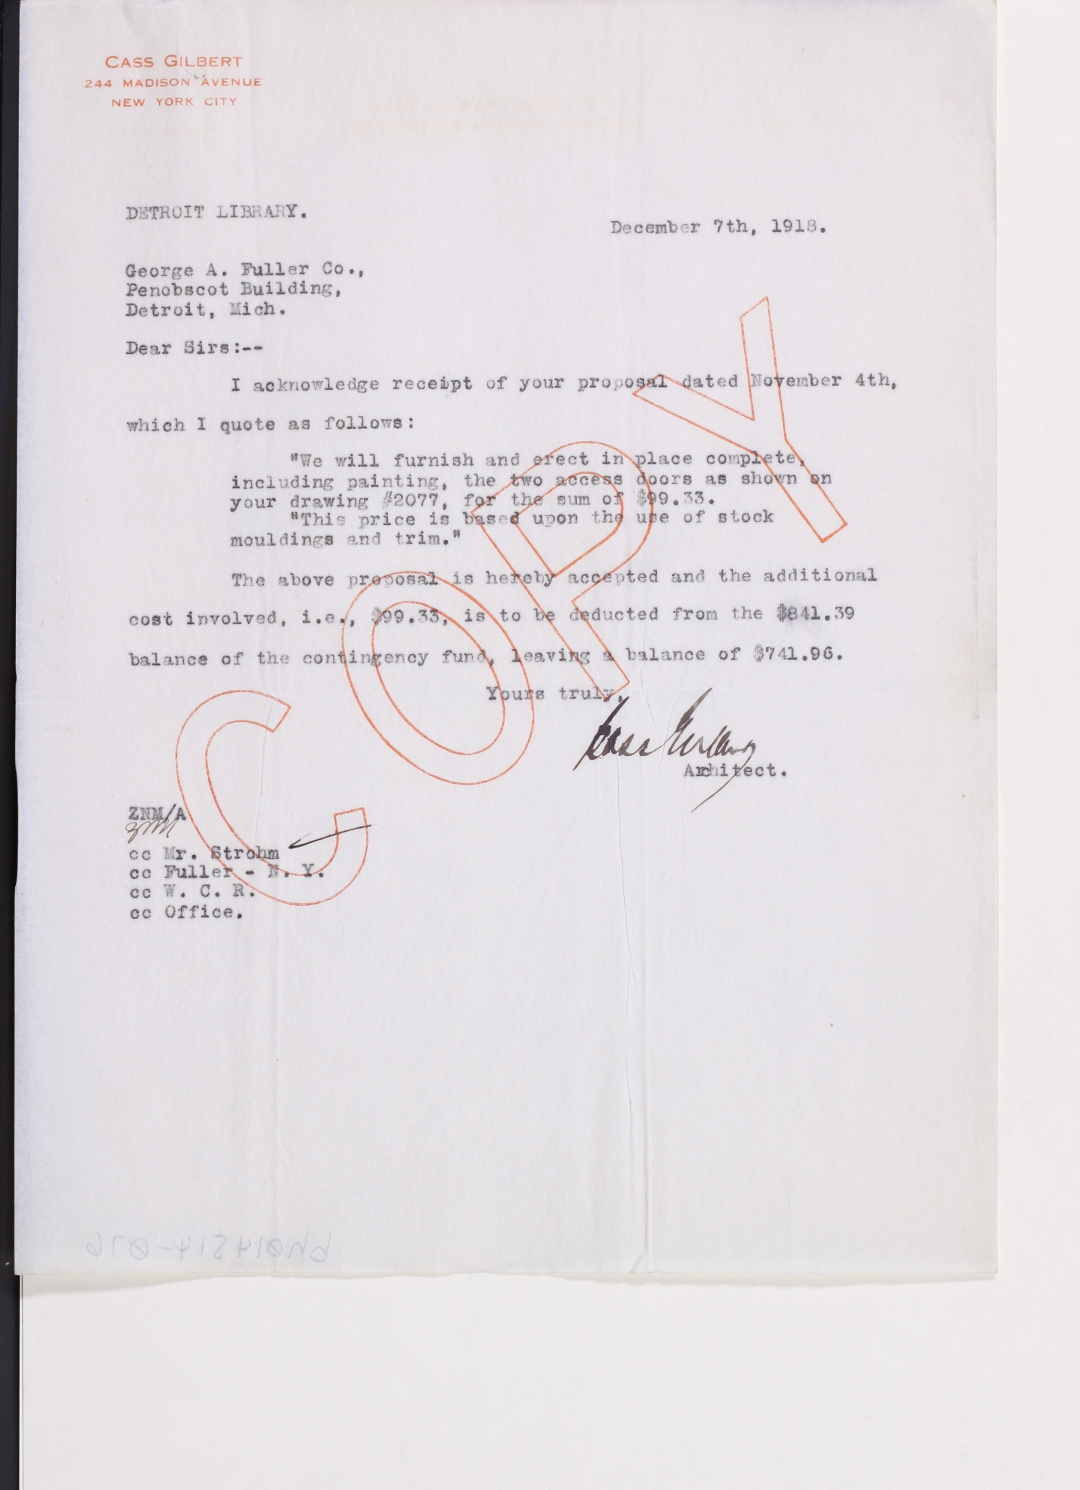 CASS GILBERT
244 MADISON AVENUE
NEW YORK CITY
DETROIT LIBRARY.
December 7th, 1918.
George A. Fuller Co.,
Penobscot Building,
Detroit, Mich.
Dear Sirs:--
I acknowledge receipt of your proposal dated November 4th,
which I quote as follows:
"We will furnish and erect in place complete,
including painting, the two access doors as shown on
your drawing #2077, for the sum of $99.33.
"This price is based upon the use of stock
mouldings and trim."
The above proposal is hereby accepted and the additional
cost involved, i.e., $99.33, is to be deducted from the $841.39
balance of the contingency fund, leaving a balance of $741.96.
Yours truly,
Cass Gilbert
Architect.
ZNM/A
ZNM
cc Mr. Strohm
cc Fuller - N. Y.
cc W. C. R.
cc Office.
COPY